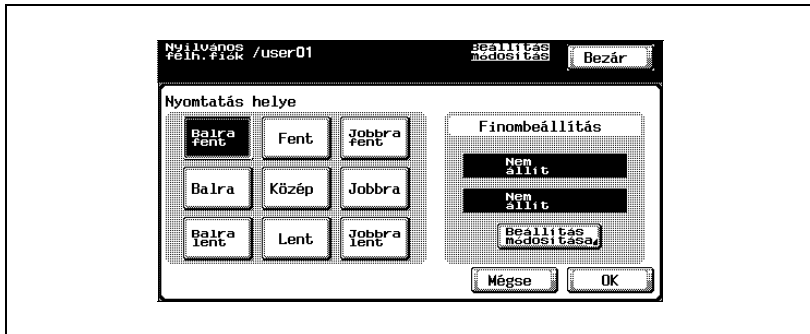 Nyilvános
felh.fiók /user01
Beállítás
módosítás
Bezár
Nyomtatás helye
Balra
fent
Fent
Jobbra
fent
Finombeállítás
Nem
állít
Balra
Közép
Jobbra
Nem
állít
Balra
lent
Lent
Jobbra
lent
Beállítás
módosítása
Mégse
OK